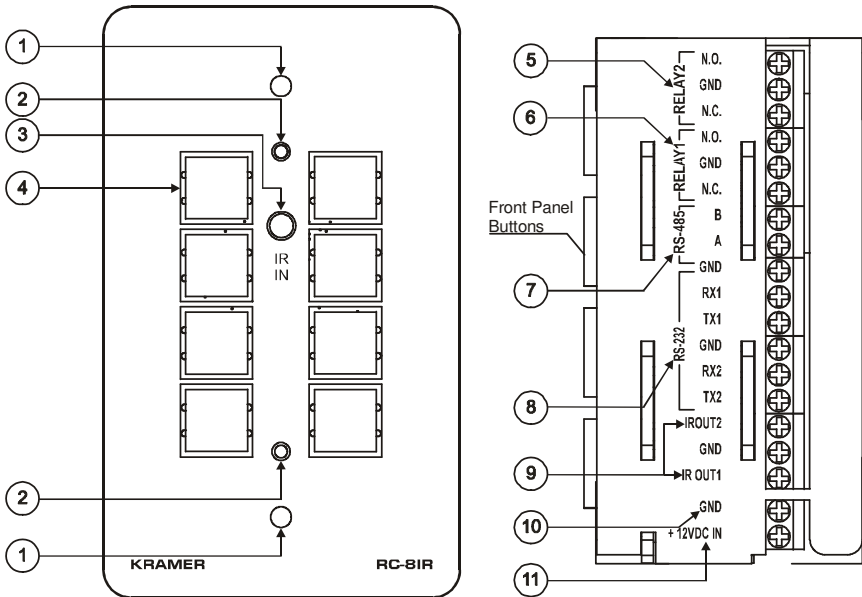 1
2
3
4
IR
IN
2
1
KRAMER
RC-8IR
5
6
Front Panel
Buttons
7
8
9
10
11
RELAY2
N.O.
GND
N.C.
RELAY1
N.O.
GND
N.C.
RS-485
B
A
GND
RS-232
RX1
TX1
GND
RX2
TX2
IROUT2
GND
IR OUT1
GND
+ 12VDC IN